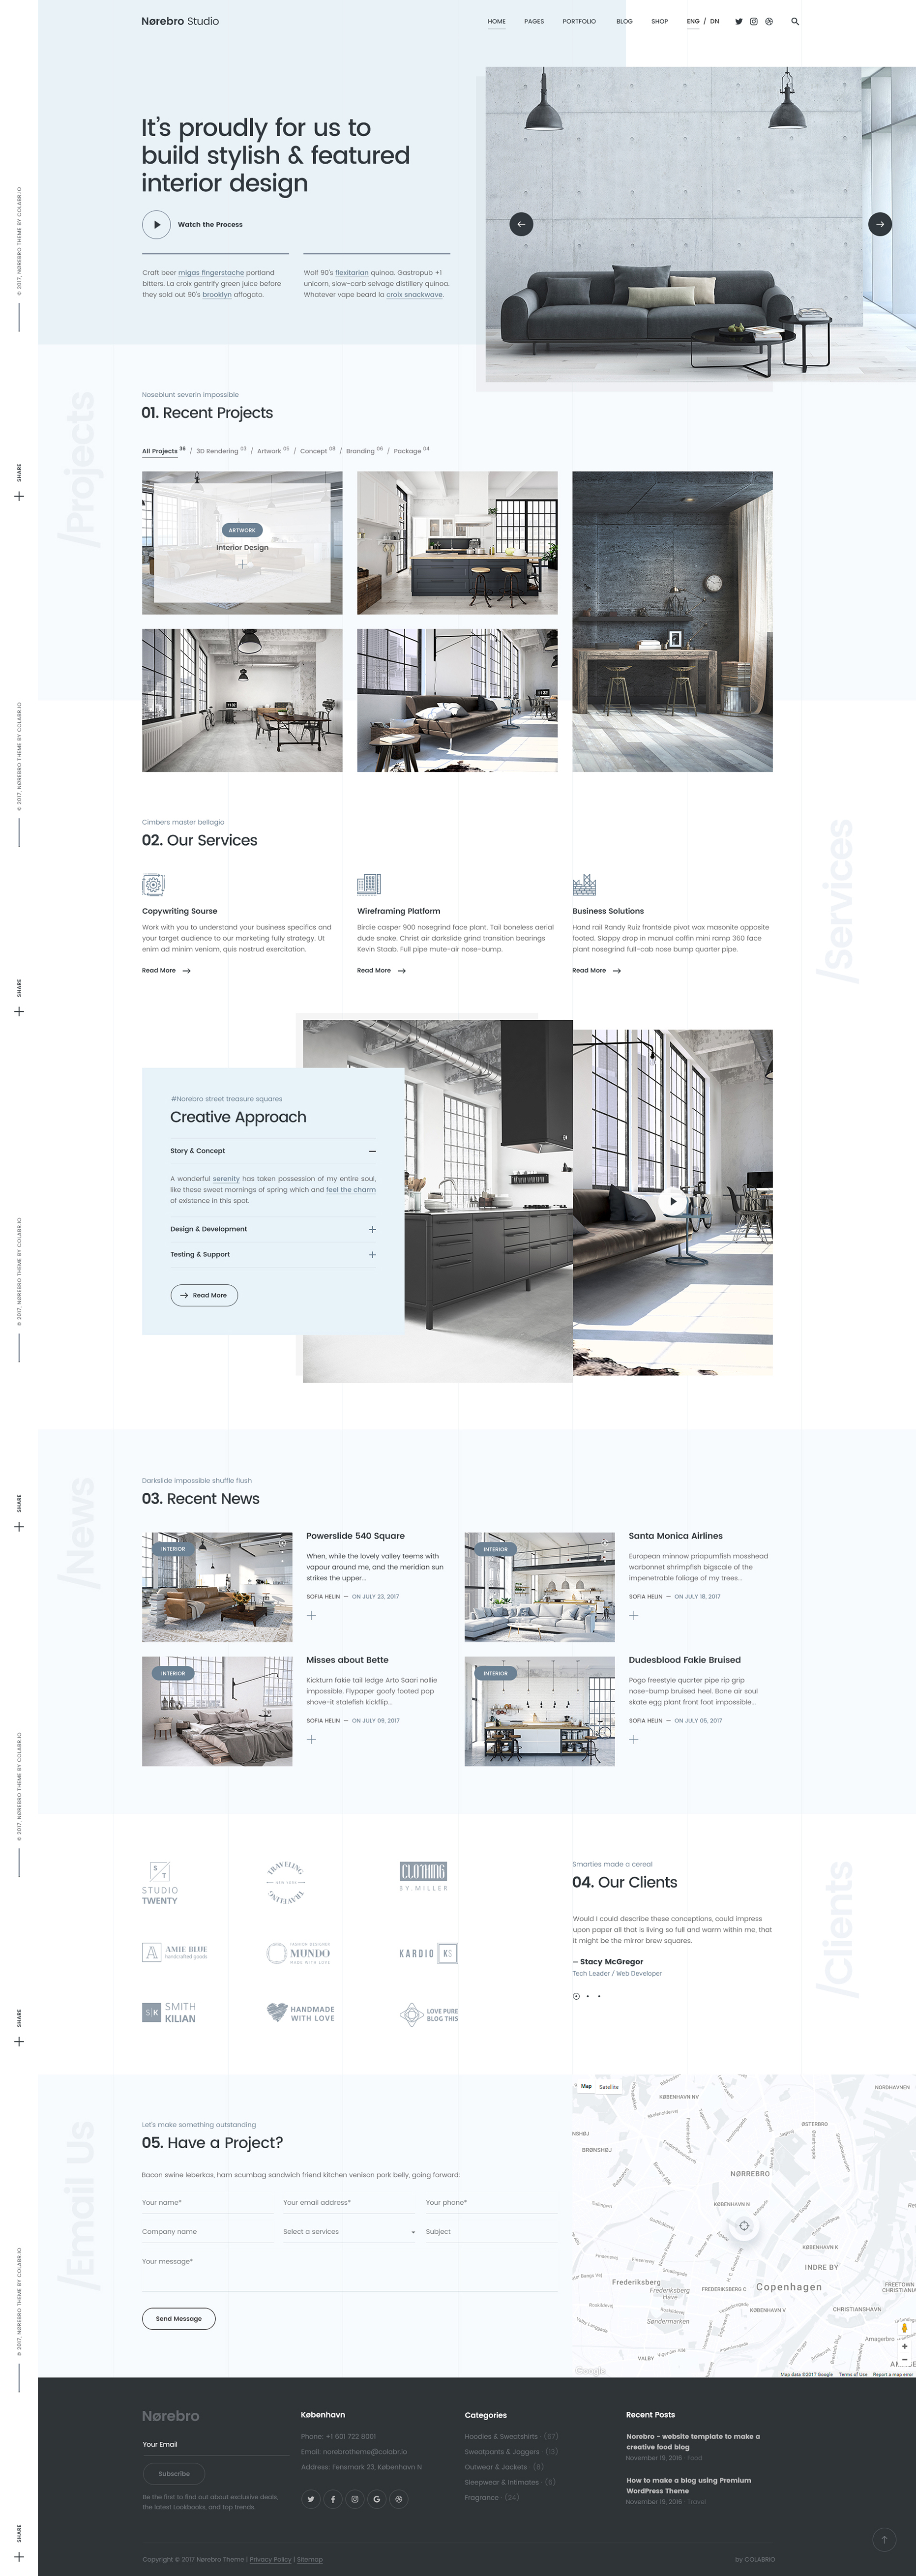 Nørebro Studio
HOME PAGES PORTFOLIO BLOG SHOP ENG / DN
It's proudly for us to
build stylish & featured
interior design
Watch the Process
Craft beer migas fingerstache portland
bitters. La croix gentrify green juice before
they sold out 90's brooklyn affogato.
Wolf 90's flexitarian quinoa. Gastropub +1
unicorn, slow-carb selvage distillery quinoa.
Whatever vape beard la croix snackwave.
© 2017, NØREBRO THEME BY COLABR.IO
SHARE
/Projects
Noseblunt severin impossible
01. Recent Projects
All Projects 36 / 3D Rendering 03 / Artwork 05 / Concept 08 / Branding 06 / Package 04
ARTWORK
Interior Design
© 2017, NØREBRO THEME BY COLABR.IO
SHARE
/Services
Cimbers master bellagio
02. Our Services
Copywriting Sourse
Work with you to understand your business specifics and
your target audience to our marketing fully strategy. Ut
enim ad minim veniam, quis nostrud exercitation.
Read More
Wireframing Platform
Birdie casper 900 nosegrind face plant. Tail boneless aerial
dude snake. Christ air darkslide grind transition bearings
Kevin Staab. Full pipe mute-air nose-bump.
Read More
Business Solutions
Hand rail Randy Ruiz frontside pivot wax masonite opposite
footed. Slappy drop in manual coffin mini ramp 360 face
plant nosegrind full-cab nose bump quarter pipe.
Read More
#Norebro street treasure squares
Creative Approach
Story & Concept
A wonderful serenity has taken possession of my entire soul,
like these sweet mornings of spring which and feel the charm
of existence in this spot.
Design & Development
Testing & Support
Read More
© 2017, NØREBRO THEME BY COLABR.IO
SHARE
/News
Darkslide impossible shuffle flush
03. Recent News
INTERIOR
Powerslide 540 Square
When, while the lovely valley teems with
vapour around me, and the meridian sun
strikes the upper...
SOFIA HELIN — ON JULY 23, 2017
INTERIOR
Santa Monica Airlines
European minnow priapumfish mosshead
warbonnet shrimpfish bigscale of the
impenetrable foliage of my trees...
SOFIA HELIN — ON JULY 18, 2017
INTERIOR
Misses about Bette
Kickturn fakie tail ledge Arto Saari nollie
impossible. Flypaper goofy footed pop
shove-it stalefish kickflip...
SOFIA HELIN — ON JULY 09, 2017
INTERIOR
Dudesblood Fakie Bruised
Pogo freestyle quarter pipe rip grip
nose-bump bruised heel. Bone air soul
skate egg plant front foot impossible...
SOFIA HELIN — ON JULY 05, 2017
© 2017, NØREBRO THEME BY COLABR.IO
SHARE
S T
STUDIO
TWENTY
TRAVELING
NEW YORK
TRAVELING
CLOTHING
BY. MILLER
A AMIE BLUE
handcrafted goods
FASHION DESIGNER
MUNDO
MADE WITH LOVE
KARDIO KS
S|K SMITH
KILIAN
HANDMADE
WITH LOVE
LOVE PURE
BLOG THIS
/Clients
Smarties made a cereal
04. Our Clients
Would I could describe these conceptions, could impress
upon paper all that is living so full and warm within me, that
it might be the mirror brew squares.
— Stacy McGregor
Tech Leader / Web Developer
/Email Us
Let's make something outstanding
05. Have a Project?
Bacon swine leberkas, ham scumbag sandwich friend kitchen venison pork belly, going forward:
Your name* Your email address* Your phone*
Company name Select a services Subject
Your message*
Send Message
Map Satellite
KØBENHAVN NV
NORDHAVNEN
ØSTERBRO
BRØNSHØJ
NØRREBRO
KØBENHAVN N
KØBENHAVN K
INDRE BY
Frederiksberg
Copenhagen
FREDERIKSBERG C
Frederiksberg
Have
KØBENHAVN V
CHRISTIANSHAVN
FREETOWN
Søndermarken
Amagerbro
VALBY
Google
Map data ©2017 Google Terms of Use Report a map error
© 2017, NØREBRO THEME BY COLABR.IO
SHARE
Nørebro
Your Email
Subscribe
Be the first to find out about exclusive deals,
the latest Lookbooks, and top trends.
København
Phone: +1 601 722 8001
Email: norebrotheme@colabr.io
Address: Fensmark 23, København N
Categories
Hoodies & Sweatshirts · (67)
Sweatpants & Joggers · (13)
Outwear & Jackets · (8)
Sleepwear & Intimates · (5)
Fragrance · (24)
Recent Posts
Norebro - website template to make a
creative food blog
November 19, 2016 · Food
How to make a blog using Premium
WordPress Theme
November 19, 2016 · Travel
Copyright © 2017 Nørebro Theme | Privacy Policy | Sitemap
by COLABRIO